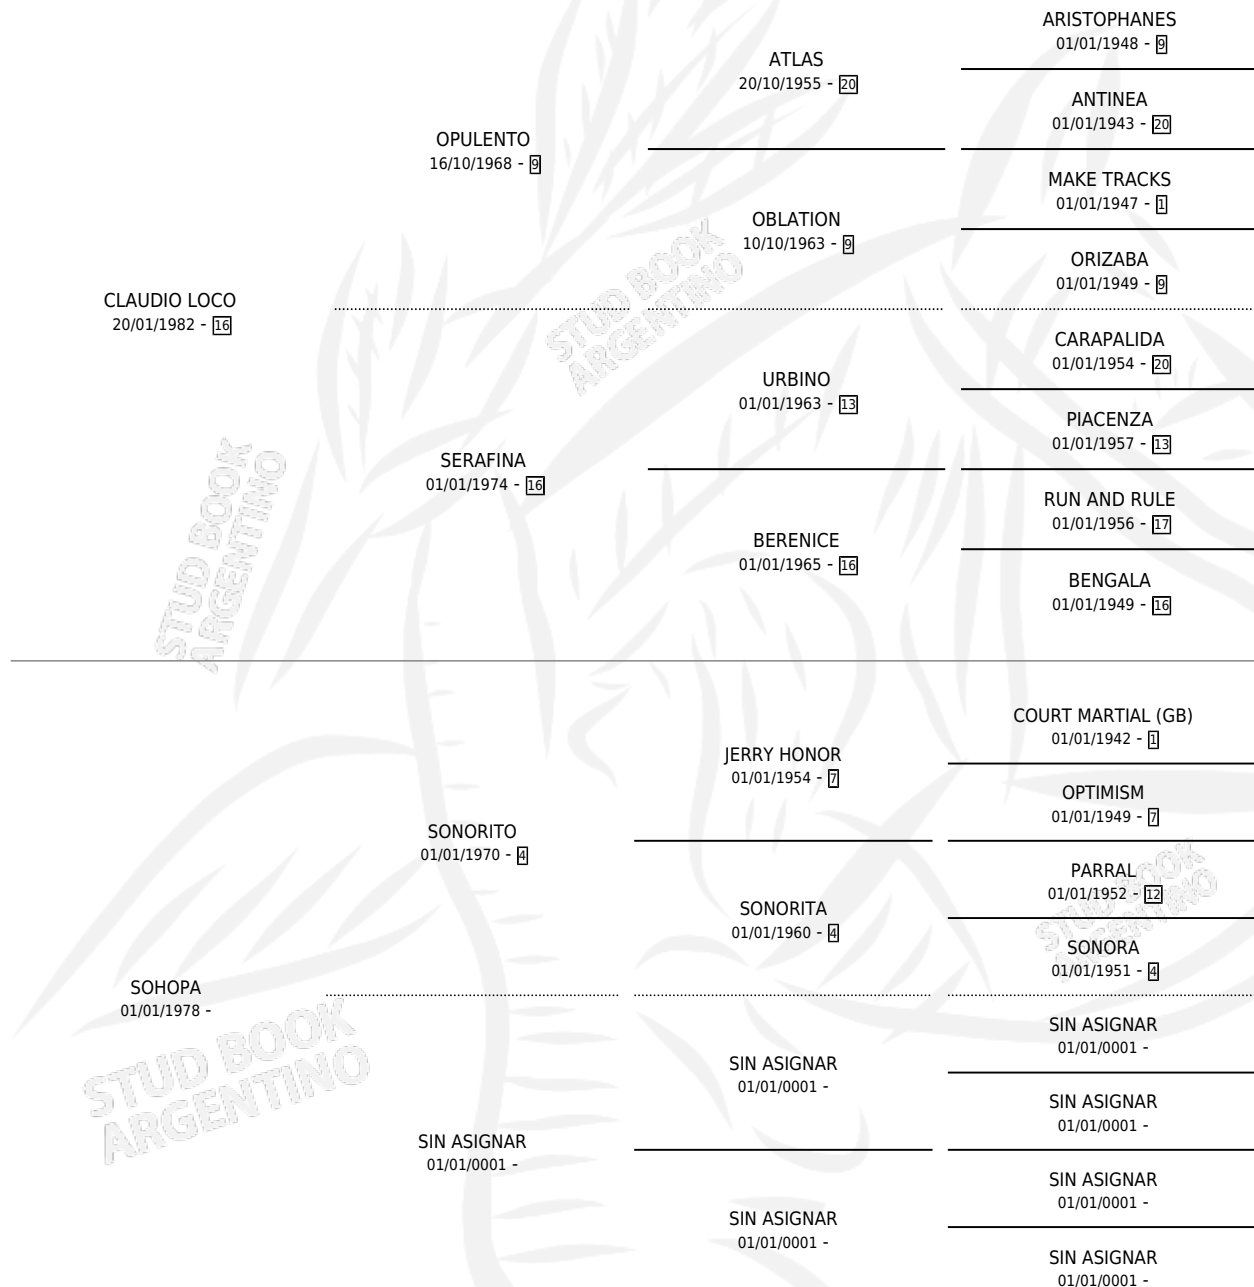 CLAUDIO LOCO
20/01/1982 - 16
OPULENTO
16/10/1968 - 9
SERAFINA
01/01/1974 - 16
ATLAS
20/10/1955 - 20
OBLATION
10/10/1963 - 9
URBINO
01/01/1963 - 13
BERENICE
01/01/1965 - 16
ARISTOPHANES
01/01/1948 - 9
ANTINEA
01/01/1943 - 20
MAKE TRACKS
01/01/1947 - 1
ORIZABA
01/01/1949 - 9
CARAPALIDA
01/01/1954 - 20
PIACENZA
01/01/1957 - 13
RUN AND RULE
01/01/1956 - 17
BENGALA
01/01/1949 - 16
SOHOPA
01/01/1978 -
SONORITO
01/01/1970 - 4
SIN ASIGNAR
01/01/0001 -
JERRY HONOR
01/01/1954 - 7
SONORITA
01/01/1960 - 4
SIN ASIGNAR
01/01/0001 -
SIN ASIGNAR
01/01/0001 -
COURT MARTIAL (GB)
01/01/1942 - 1
OPTIMISM
01/01/1949 - 7
PARRAL
01/01/1952 - 12
SONORA
01/01/1951 - 4
SIN ASIGNAR
01/01/0001 -
SIN ASIGNAR
01/01/0001 -
SIN ASIGNAR
01/01/0001 -
SIN ASIGNAR
01/01/0001 -
STUD BOOK
ARGENTINO
STUD BOOK
ARGENTINO
STUD BOOK
ARGENTINO
STUD BOOK
ARGENTINO